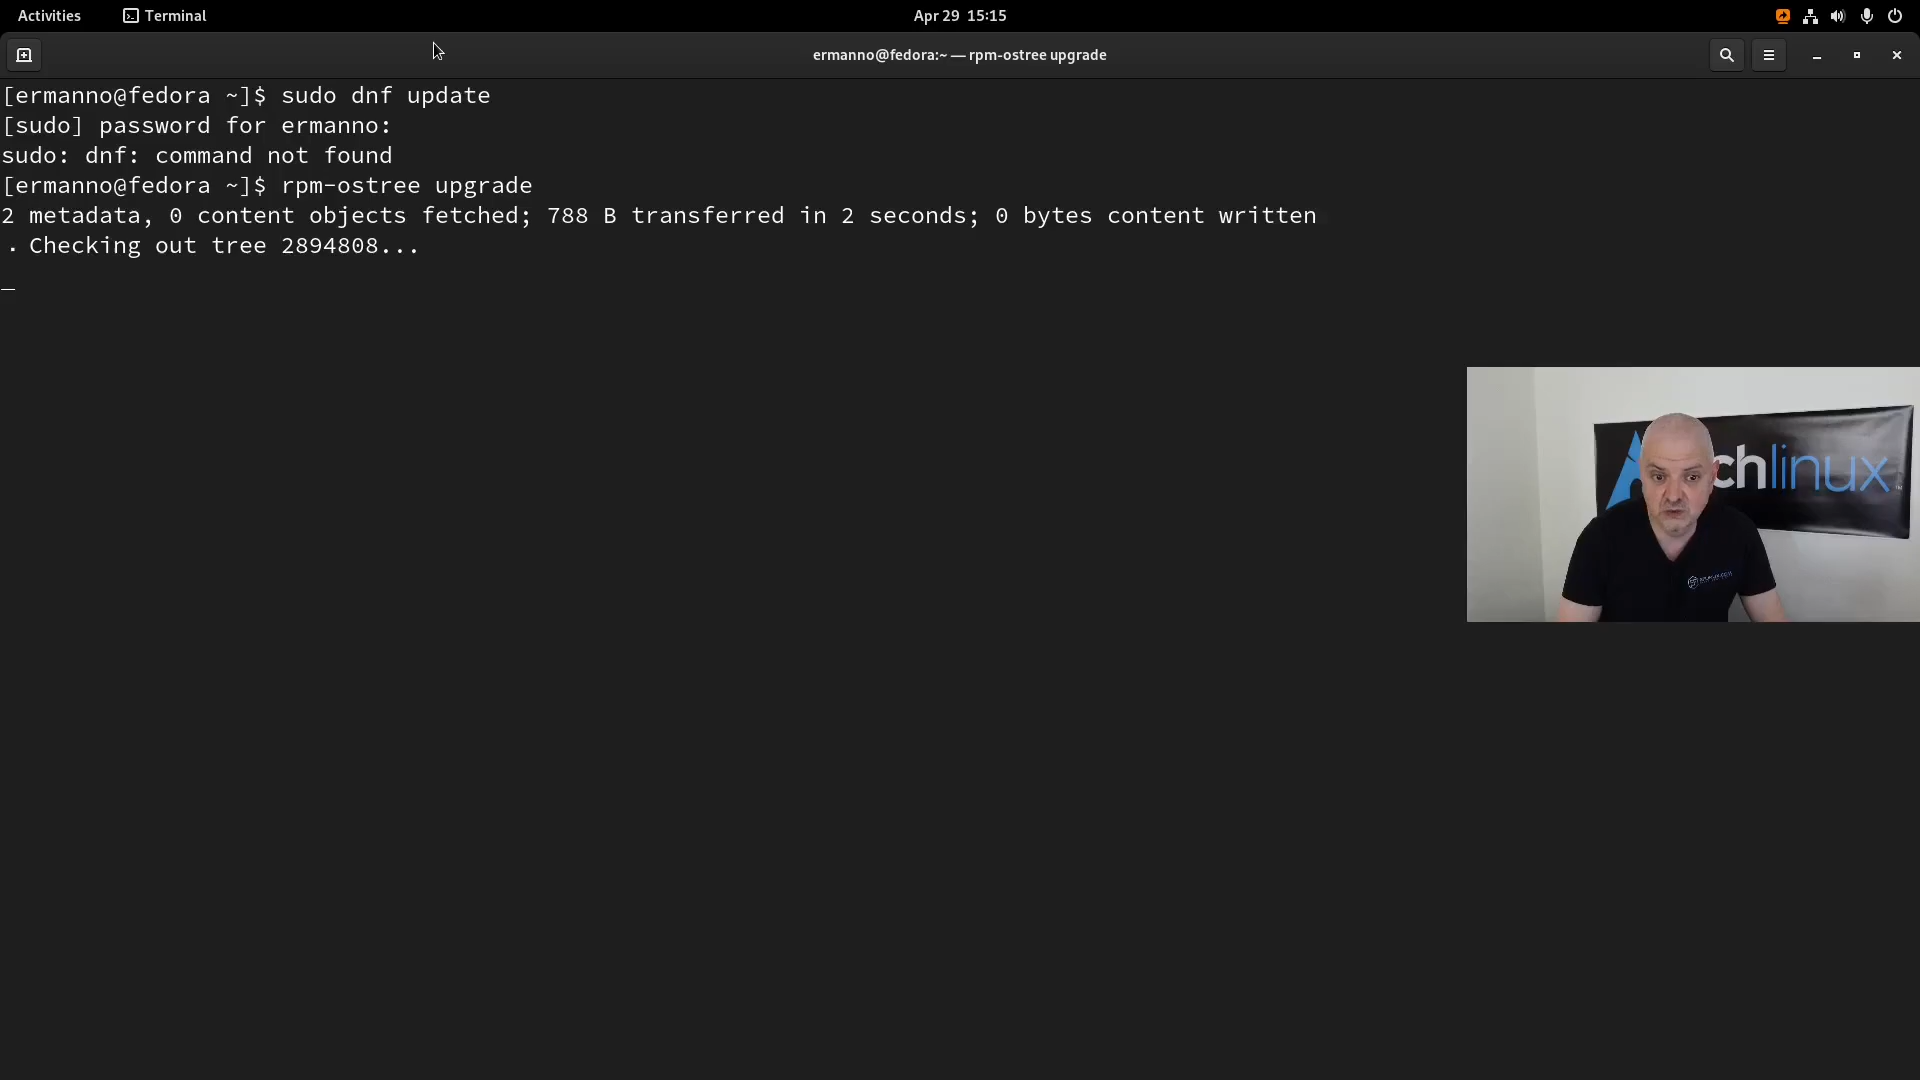 Activities Terminal Apr 29 15:15
ermanno@fedora:~ — rpm-ostree upgrade
[ermanno@fedora ~]$ sudo dnf update
[sudo] password for ermanno:
sudo: dnf: command not found
[ermanno@fedora ~]$ rpm-ostree upgrade
2 metadata, 0 content objects fetched; 788 B transferred in 2 seconds; 0 bytes content written
. Checking out tree 2894808...
_
chlinux